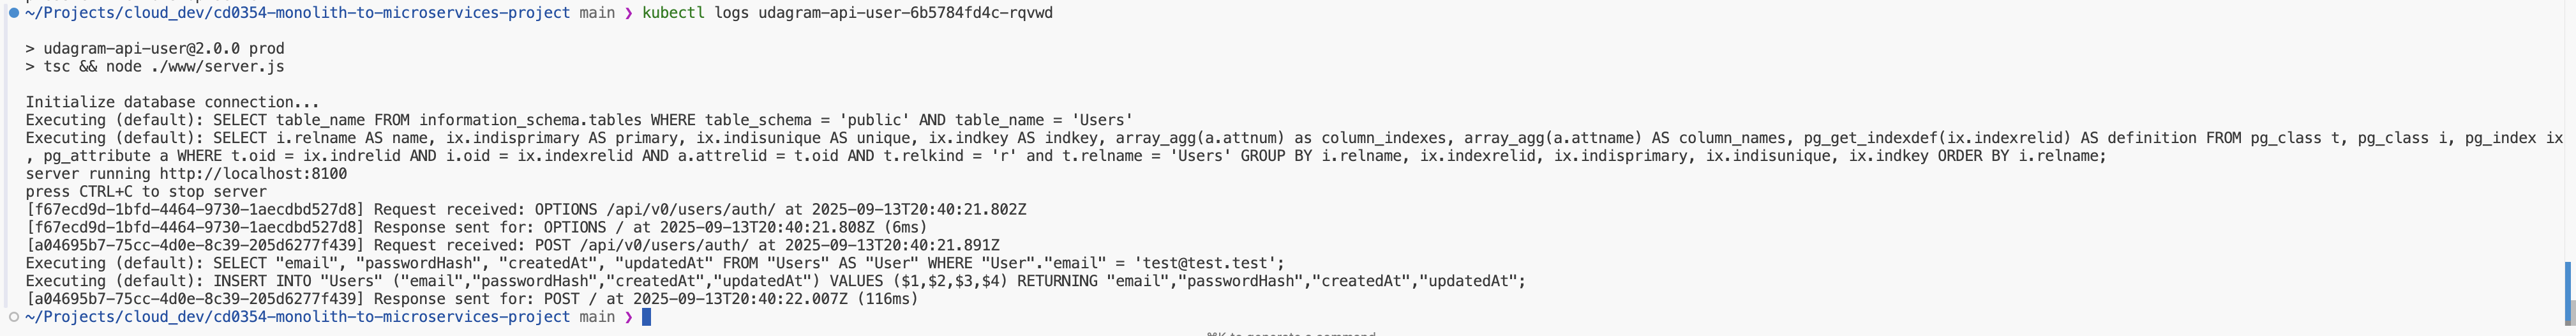 ~/Projects/cloud_dev/cd0354-monolith-to-microservices-project main ❯ kubectl logs udagram-api-user-6b5784fd4c-rqvwd
> udagram-api-user@2.0.0 prod
> tsc && node ./www/server.js
Initialize database connection...
Executing (default): SELECT table_name FROM information_schema.tables WHERE table_schema = 'public' AND table_name = 'Users'
Executing (default): SELECT i.relname AS name, ix.indisprimary AS primary, ix.indisunique AS unique, ix.indkey AS indkey, array_agg(a.attnum) as column_indexes, array_agg(a.attname) AS column_names, pg_get_indexdef(ix.indexrelid) AS definition FROM pg_class t, pg_class i, pg_index ix
, pg_attribute a WHERE t.oid = ix.indrelid AND i.oid = ix.indexrelid AND a.attrelid = t.oid AND t.relkind = 'r' and t.relname = 'Users' GROUP BY i.relname, ix.indexrelid, ix.indisprimary, ix.indisunique, ix.indkey ORDER BY i.relname;
server running http://localhost:8100
press CTRL+C to stop server
[f67ecd9d-1bfd-4464-9730-1aecdbd527d8] Request received: OPTIONS /api/v0/users/auth/ at 2025-09-13T20:40:21.802Z
[f67ecd9d-1bfd-4464-9730-1aecdbd527d8] Response sent for: OPTIONS / at 2025-09-13T20:40:21.808Z (6ms)
[a04695b7-75cc-4d0e-8c39-205d6277f439] Request received: POST /api/v0/users/auth/ at 2025-09-13T20:40:21.891Z
Executing (default): SELECT "email", "passwordHash", "createdAt", "updatedAt" FROM "Users" AS "User" WHERE "User"."email" = 'test@test.test';
Executing (default): INSERT INTO "Users" ("email","passwordHash","createdAt","updatedAt") VALUES ($1,$2,$3,$4) RETURNING "email","passwordHash","createdAt","updatedAt";
[a04695b7-75cc-4d0e-8c39-205d6277f439] Response sent for: POST / at 2025-09-13T20:40:22.007Z (116ms)
~/Projects/cloud_dev/cd0354-monolith-to-microservices-project main ❯